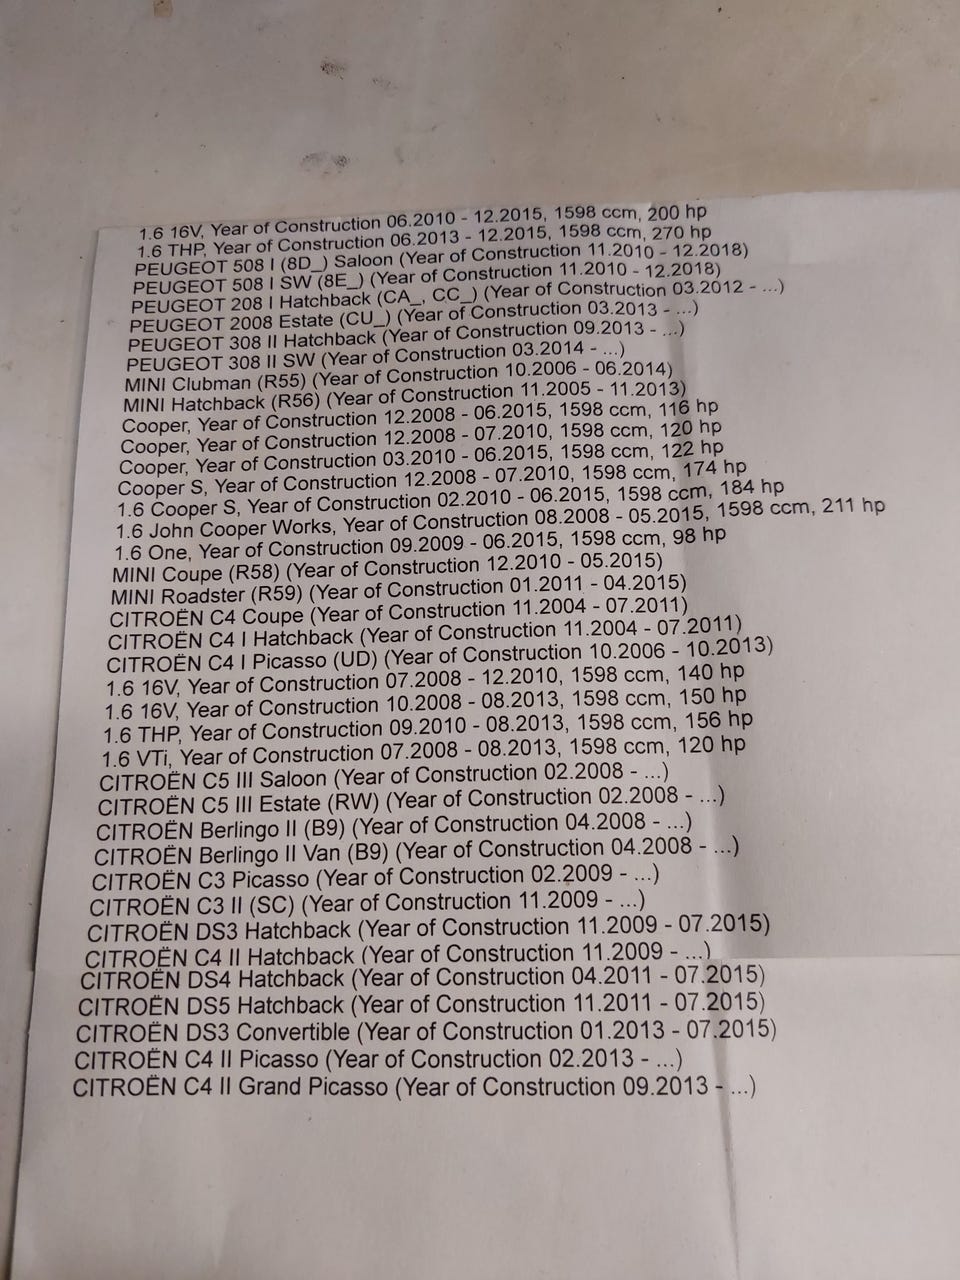 1.6 16V, Year of Construction 06.2010 - 12.2015, 1598 ccm, 200 hp
1.6 THP, Year of Construction 06.2013 - 12.2015, 1598 ccm, 270 hp
PEUGEOT 508 I (8D_) Saloon (Year of Construction 11.2010 - 12.2018)
PEUGEOT 508 I SW (8E_) (Year of Construction 11.2010 - 12.2018)
PEUGEOT 208 I Hatchback (CA_, CC_) (Year of Construction 03.2012 - ...)
PEUGEOT 2008 Estate (CU_) (Year of Construction 03.2013 - ...)
PEUGEOT 308 II Hatchback (Year of Construction 09.2013 - ...)
PEUGEOT 308 II SW (Year of Construction 03.2014 - ...)
MINI Clubman (R55) (Year of Construction 10.2006 - 06.2014)
MINI Hatchback (R56) (Year of Construction 11.2005 - 11.2013)
Cooper, Year of Construction 12.2008 - 06.2015, 1598 ccm, 116 hp
Cooper, Year of Construction 12.2008 - 07.2010, 1598 ccm, 120 hp
Cooper, Year of Construction 03.2010 - 06.2015, 1598 ccm, 122 hp
Cooper S, Year of Construction 12.2008 - 07.2010, 1598 ccm, 174 hp
1.6 Cooper S, Year of Construction 02.2010 - 06.2015, 1598 ccm, 184 hp
1.6 John Cooper Works, Year of Construction 08.2008 - 05.2015, 1598 ccm, 211 hp
1.6 One, Year of Construction 09.2009 - 06.2015, 1598 ccm, 98 hp
MINI Coupe (R58) (Year of Construction 12.2010 - 05.2015)
MINI Roadster (R59) (Year of Construction 01.2011 - 04.2015)
CITROËN C4 Coupe (Year of Construction 11.2004 - 07.2011)
CITROËN C4 I Hatchback (Year of Construction 11.2004 - 07.2011)
CITROËN C4 I Picasso (UD) (Year of Construction 10.2006 - 10.2013)
1.6 16V, Year of Construction 07.2008 - 12.2010, 1598 ccm, 140 hp
1.6 16V, Year of Construction 10.2008 - 08.2013, 1598 ccm, 150 hp
1.6 THP, Year of Construction 09.2010 - 08.2013, 1598 ccm, 156 hp
1.6 VTi, Year of Construction 07.2008 - 08.2013, 1598 ccm, 120 hp
CITROËN C5 III Saloon (Year of Construction 02.2008 - ...)
CITROËN C5 III Estate (RW) (Year of Construction 02.2008 - ...)
CITROËN Berlingo II (B9) (Year of Construction 04.2008 - ...)
CITROËN Berlingo II Van (B9) (Year of Construction 04.2008 - ...)
CITROËN C3 Picasso (Year of Construction 02.2009 - ...)
CITROËN C3 II (SC) (Year of Construction 11.2009 - ...)
CITROËN DS3 Hatchback (Year of Construction 11.2009 - 07.2015)
CITROËN C4 II Hatchback (Year of Construction 11.2009 - ...)
CITROËN DS4 Hatchback (Year of Construction 04.2011 - 07.2015)
CITROËN DS5 Hatchback (Year of Construction 11.2011 - 07.2015)
CITROËN DS3 Convertible (Year of Construction 01.2013 - 07.2015)
CITROËN C4 II Picasso (Year of Construction 02.2013 - ...)
CITROËN C4 II Grand Picasso (Year of Construction 09.2013 - ...)